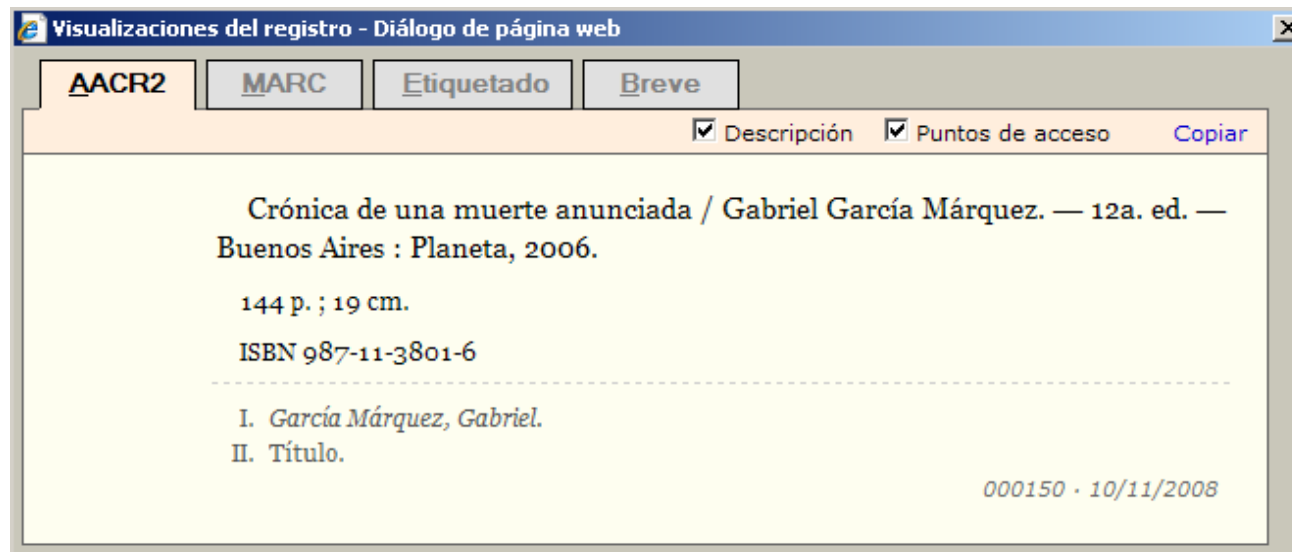 Visualizaciones del registro - Diálogo de página web
AACR2 MARC Etiquetado Breve
Descripción Puntos de acceso Copiar
Crónica de una muerte anunciada / Gabriel García Márquez. — 12a. ed. —
Buenos Aires : Planeta, 2006.
144 p. ; 19 cm.
ISBN 987-11-3801-6
I. García Márquez, Gabriel.
II. Título.
000150 · 10/11/2008